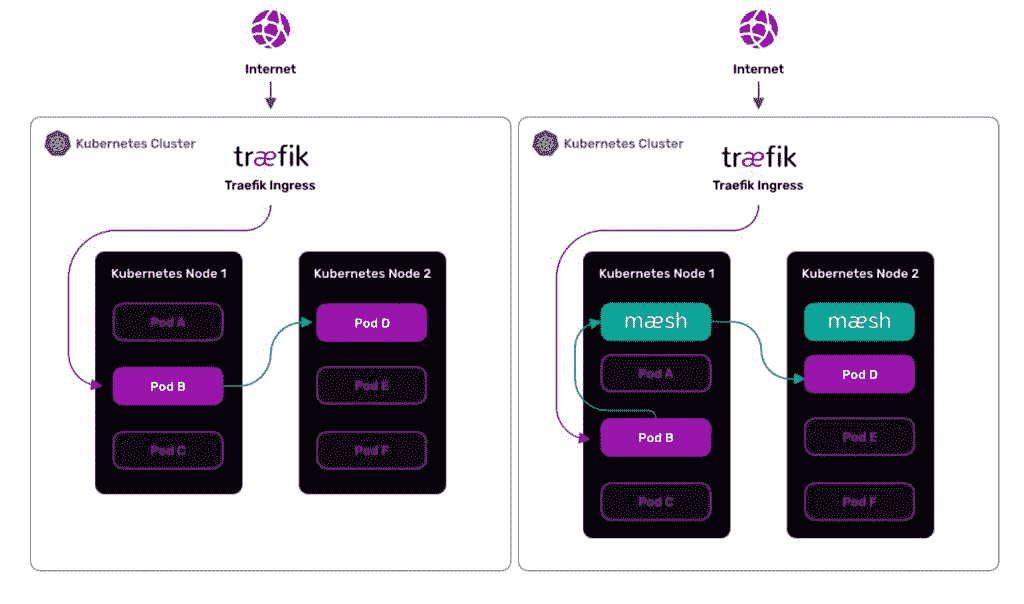 Internet
Kubernetes Cluster
træfik
Traefik Ingress
Kubernetes Node 1
Pod A
Pod B
Pod C
Kubernetes Node 2
Pod D
Pod E
Pod F
Internet
Kubernetes Cluster
træfik
Traefik Ingress
Kubernetes Node 1
mæsh
Pod A
Pod B
Pod C
Kubernetes Node 2
mæsh
Pod D
Pod E
Pod F